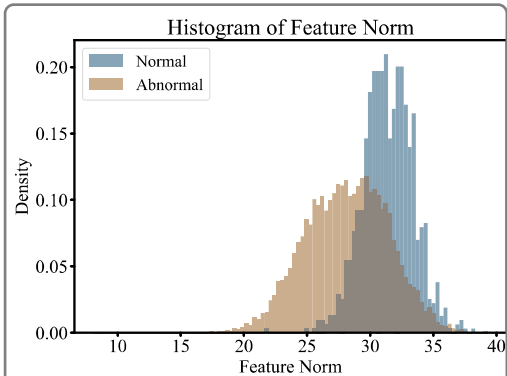 Histogram of Feature Norm
Normal
Abnormal
0.20
0.15
0.10
0.05
0.00
Density
10 15 20 25 30 35 40
Feature Norm